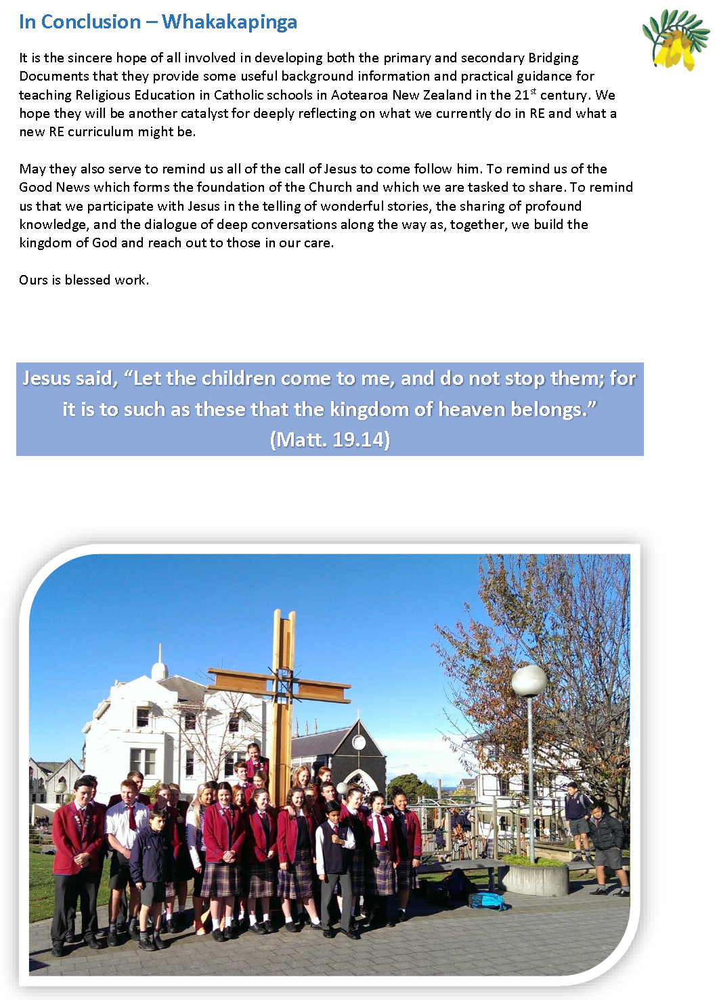 In Conclusion – Whakakapinga
It is the sincere hope of all involved in developing both the primary and secondary Bridging
Documents that they provide some useful background information and practical guidance for
teaching Religious Education in Catholic schools in Aotearoa New Zealand in the 21st century. We
hope they will be another catalyst for deeply reflecting on what we currently do in RE and what a
new RE curriculum might be.
May they also serve to remind us all of the call of Jesus to come follow him. To remind us of the
Good News which forms the foundation of the Church and which we are tasked to share. To remind
us that we participate with Jesus in the telling of wonderful stories, the sharing of profound
knowledge, and the dialogue of deep conversations along the way as, together, we build the
kingdom of God and reach out to those in our care.
Ours is blessed work.
Jesus said, “Let the children come to me, and do not stop them; for
it is to such as these that the kingdom of heaven belongs.”
(Matt. 19.14)